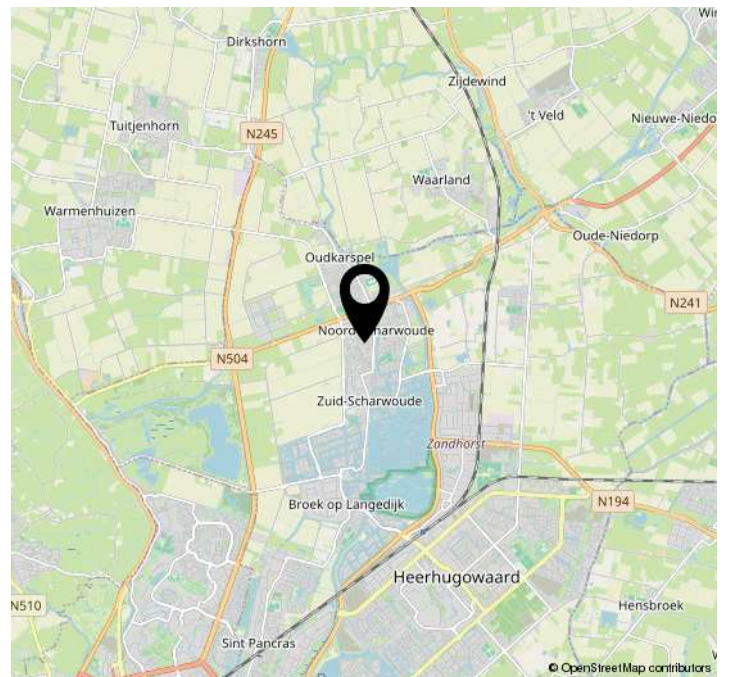 Wi
Dirkshorn
Zijdewind
't Veld
Nieuwe-Niedo
Tuitjenhorn
N245
Waarland
Warmenhuizen
Oude-Niedorp
Oudkarspel
N241
Noord-Scharwoude
N504
Zuid-Scharwoude
Zandhorst
N194
Broek op Langedijk
Heerhugowaard
N510
Hensbroek
Sint Pancras
W
© OpenStreetMap contributors